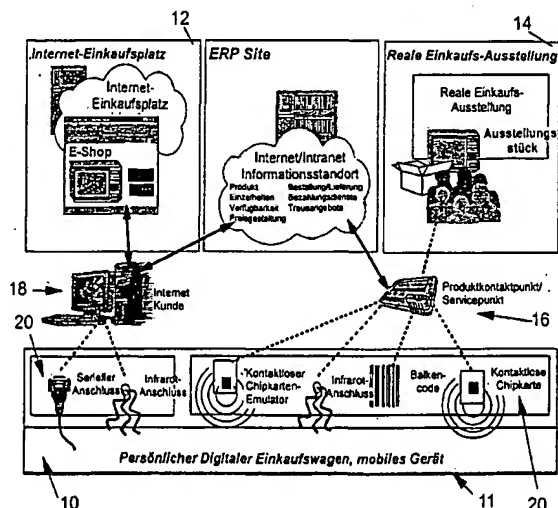 12
14
Internet-Einkaufsplatz
ERP Site
Reale Einkaufs-Ausstellung
Internet-
Einkaufsplatz
E-Shop
Internet/Intranet
Informationsstandort
Produkt
Einzelheiten
Verfügbarkeit
Preisgestaltung
Bestellung/Lieferung
Bezahlungsdienste
Treueangebote
Reale Einkaufs-
Ausstellung
Ausstellungs-
stück
18
Internet
Kunde
Produktkontaktpunkt/
Servicepunkt
16
20
Serieller
Anschluss
Infrarot-
Anschluss
Kontaktloser
Chipkarten-
Emulator
Infrarot-
Anschluss
Balken-
code
Kontaktlose
Chipkarte
Persönlicher Digitaler Einkaufswagen, mobiles Gerät
10
11
20